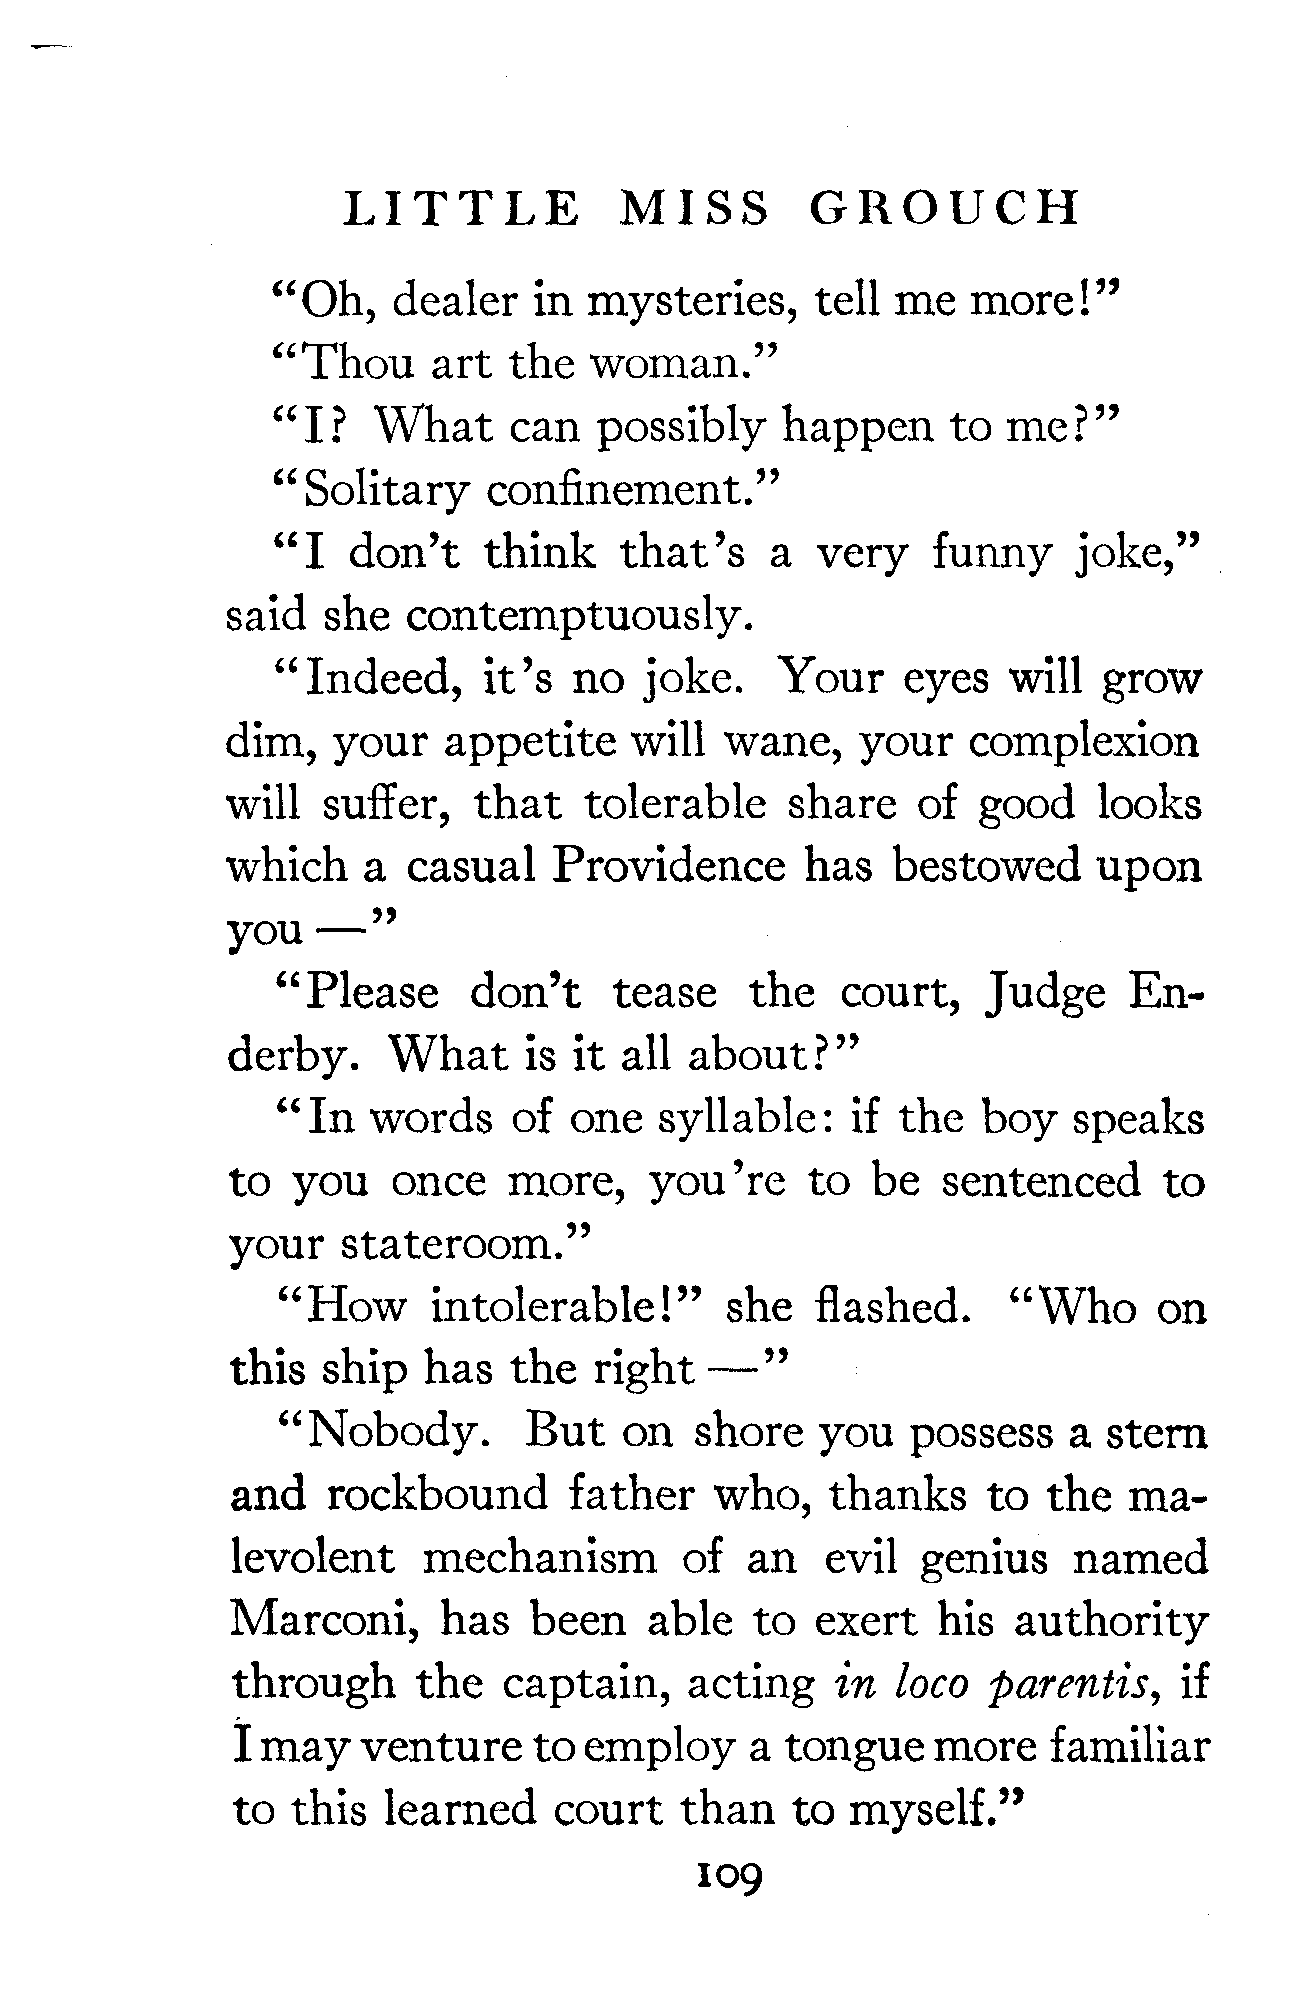 LITTLE MISS GROUCH
“Oh, dealer in mysteries, tell me more!”
“Thou art the woman.”
“I? What can possibly happen to me?”
“Solitary confinement.”
“I don’t think that’s a very funny joke,”
said she contemptuously.
“Indeed, it’s no joke. Your eyes will grow
dim, your appetite will wane, your complexion
will suffer, that tolerable share of good looks
which a casual Providence has bestowed upon
you —”
“Please don’t tease the court, Judge En-
derby. What is it all about?”
“In words of one syllable: if the boy speaks
to you once more, you’re to be sentenced to
your stateroom.”
“How intolerable!” she flashed. “Who on
this ship has the right —”
“Nobody. But on shore you possess a stern
and rockbound father who, thanks to the ma-
levolent mechanism of an evil genius named
Marconi, has been able to exert his authority
through the captain, acting in loco parentis, if
I may venture to employ a tongue more familiar
to this learned court than to myself.”
109